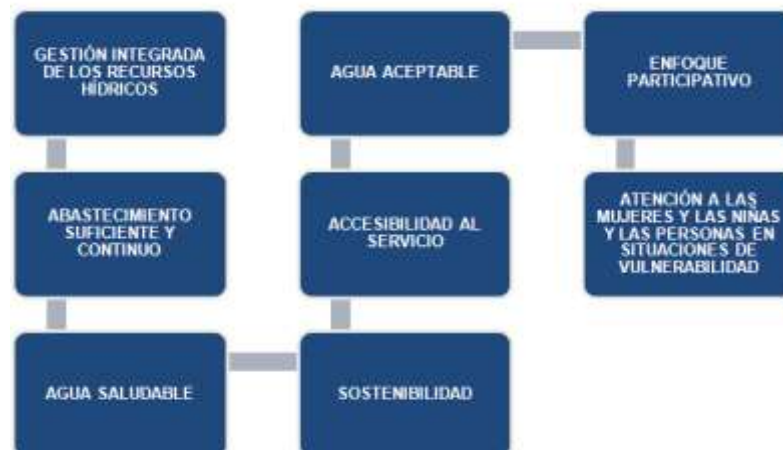 GESTIÓN INTEGRADA
DE LOS RECURSOS
HÍDRICOS
ABASTECIMIENTO
SUFICIENTE Y
CONTINUO
AGUA SALUDABLE
SOSTENIBILIDAD
ACCESIBILIDAD AL
SERVICIO
AGUA ACEPTABLE
ENFOQUE
PARTICIPATIVO
ATENCIÓN A LAS
MUJERES Y LAS NIÑAS
Y LAS PERSONAS EN
SITUACIONES DE
VULNERABILIDAD